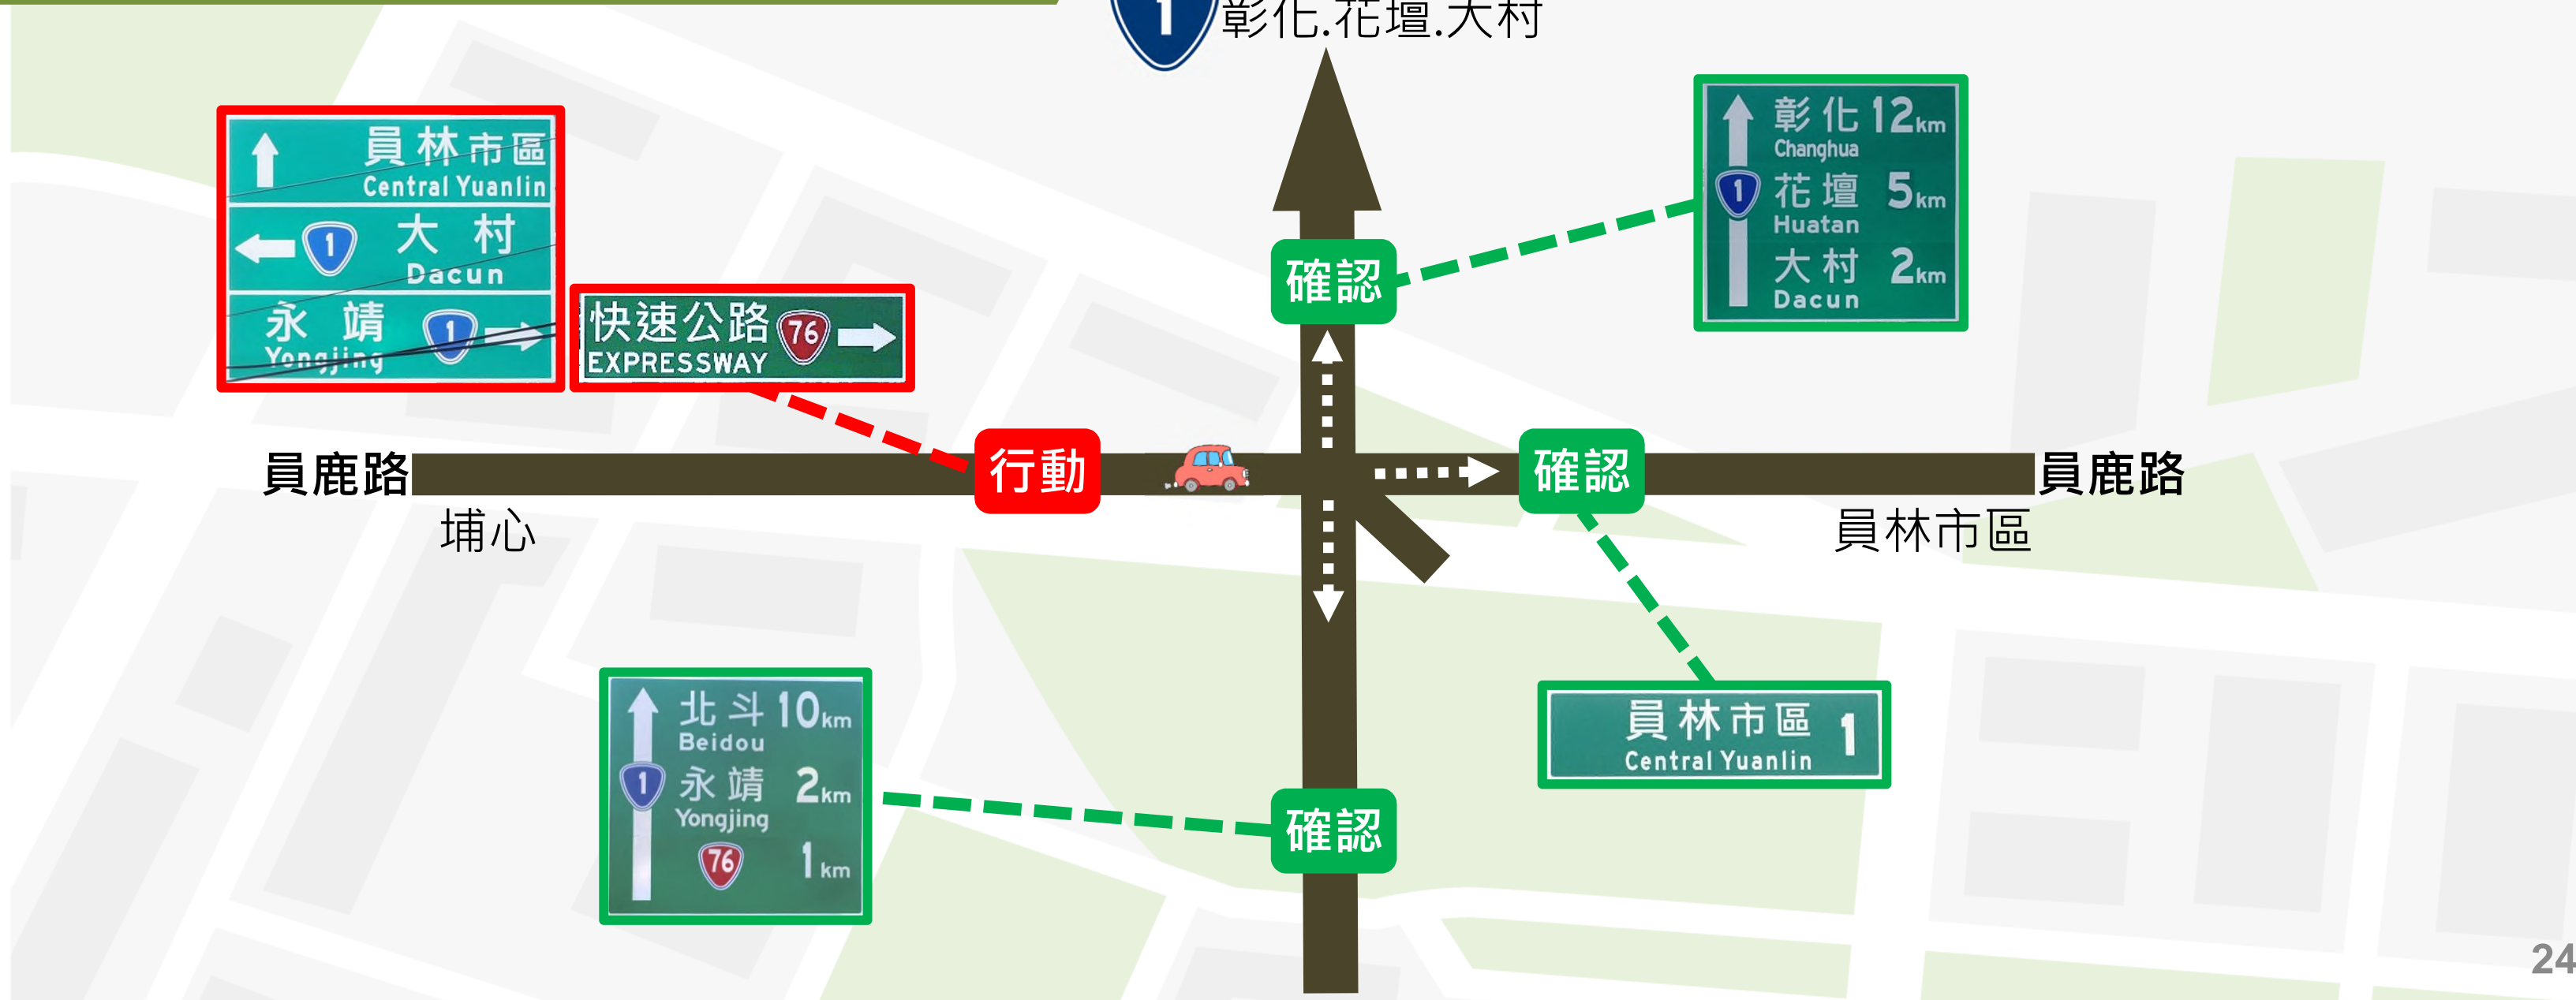 1
彰化.花壇.大村
員林市區
Central Yuanlin
1 大村
Dacun
永靖 1
Yongjing
快速公路 76
EXPRESSWAY
彰化 12km
Changhua
1 花壇 5km
Huatan
大村 2km
Dacun
確認
員鹿路
行動
確認
員鹿路
埔心
員林市區
北斗 10km
Beidou
1 永靖 2km
Yongjing
76 1km
員林市區 1
Central Yuanlin
確認
24